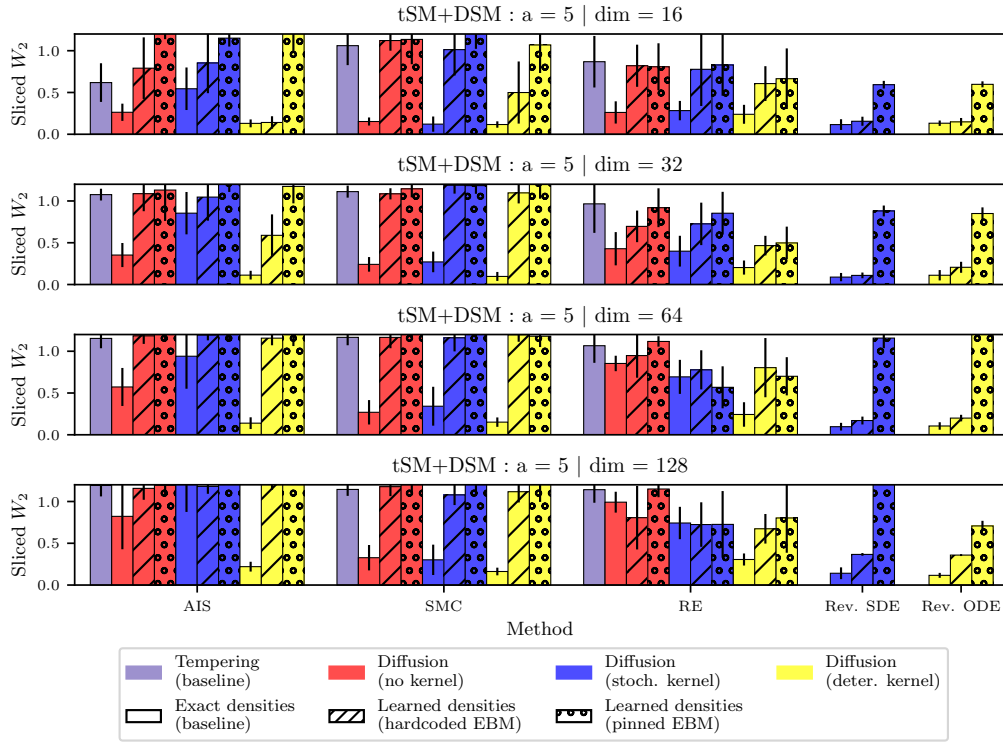 tSM+DSM : a = 5 | dim = 16
Sliced W2
1.0
0.5
0.0
tSM+DSM : a = 5 | dim = 32
Sliced W2
1.0
0.5
0.0
tSM+DSM : a = 5 | dim = 64
Sliced W2
1.0
0.5
0.0
tSM+DSM : a = 5 | dim = 128
Sliced W2
1.0
0.5
0.0
AIS SMC RE Rev. SDE Rev. ODE
Method
Tempering (baseline)
Diffusion (no kernel)
Diffusion (stoch. kernel)
Diffusion (deter. kernel)
Exact densities (baseline)
Learned densities (hardcoded EBM)
Learned densities (pinned EBM)